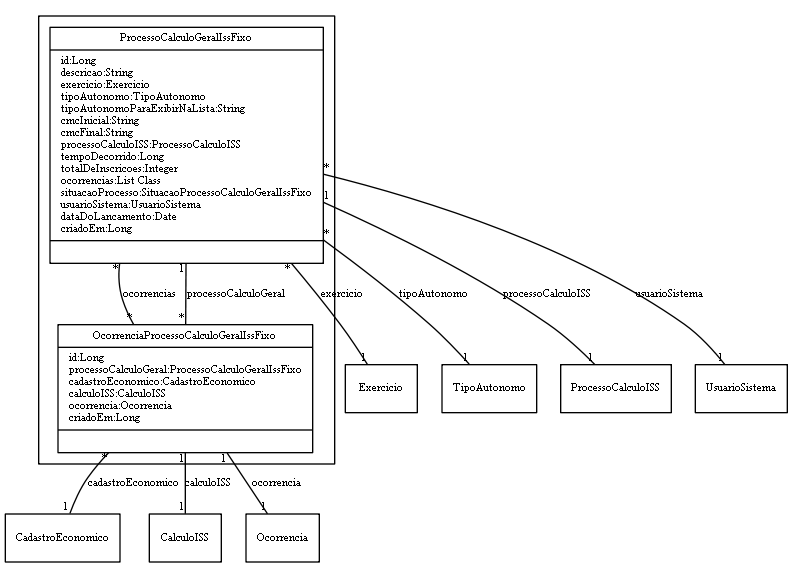 ProcessoCalculoGeralIssFixo
id:Long
descricao:String
exercicio:Exercicio
tipoAutonomo:TipoAutonomo
tipoAutonomoParaExibirNaLista:String
cmcInicial:String
cmcFinal:String
processoCalculoISS:ProcessoCalculoISS
tempoDecorrido:Long
totalDeInscricoes:Integer
ocorrencias:List Class
situacaoProcesso:SituacaoProcessoCalculoGeralIssFixo
usuarioSistema:UsuarioSistema
dataDoLancamento:Date
criadoEm:Long
*
1
*
* 1 *
ocorrencias processoCalculoGeral exercicio tipoAutonomo processoCalculoISS usuarioSistema
* *
OcorrenciaProcessoCalculoGeralIssFixo
id:Long
processoCalculoGeral:ProcessoCalculoGeralIssFixo
cadastroEconomico:CadastroEconomico
calculoISS:CalculoISS
ocorrencia:Ocorrencia
criadoEm:Long
1 1 1 1
Exercicio TipoAutonomo ProcessoCalculoISS UsuarioSistema
* 1 1
cadastroEconomico calculoISS ocorrencia
1 1 1
CadastroEconomico CalculoISS Ocorrencia